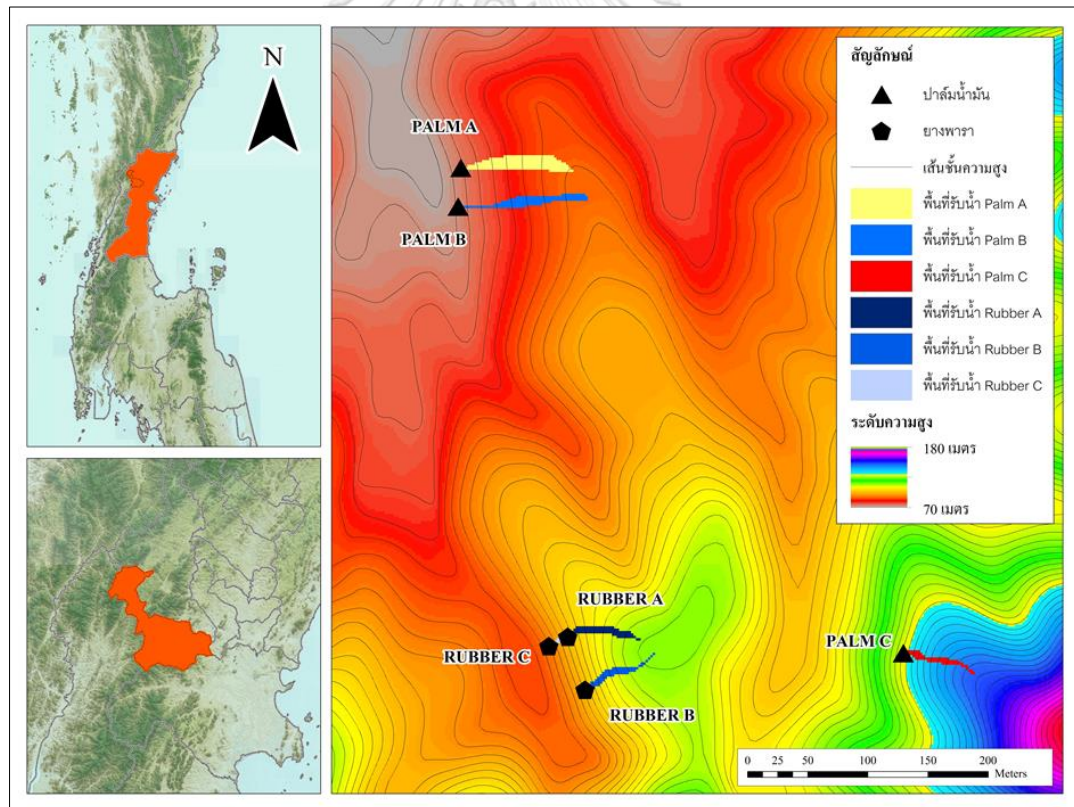 N
PALM A
PALM B
RUBBER A
RUBBER C
RUBBER B
PALM C
สัญลักษณ์
ปาล์มน้ำมัน
ยางพารา
เส้นชั้นความสูง
พื้นที่รับน้ำ Palm A
พื้นที่รับน้ำ Palm B
พื้นที่รับน้ำ Palm C
พื้นที่รับน้ำ Rubber A
พื้นที่รับน้ำ Rubber B
พื้นที่รับน้ำ Rubber C
ระดับความสูง
180 เมตร
70 เมตร
0 25 50 100 150 200
Meters